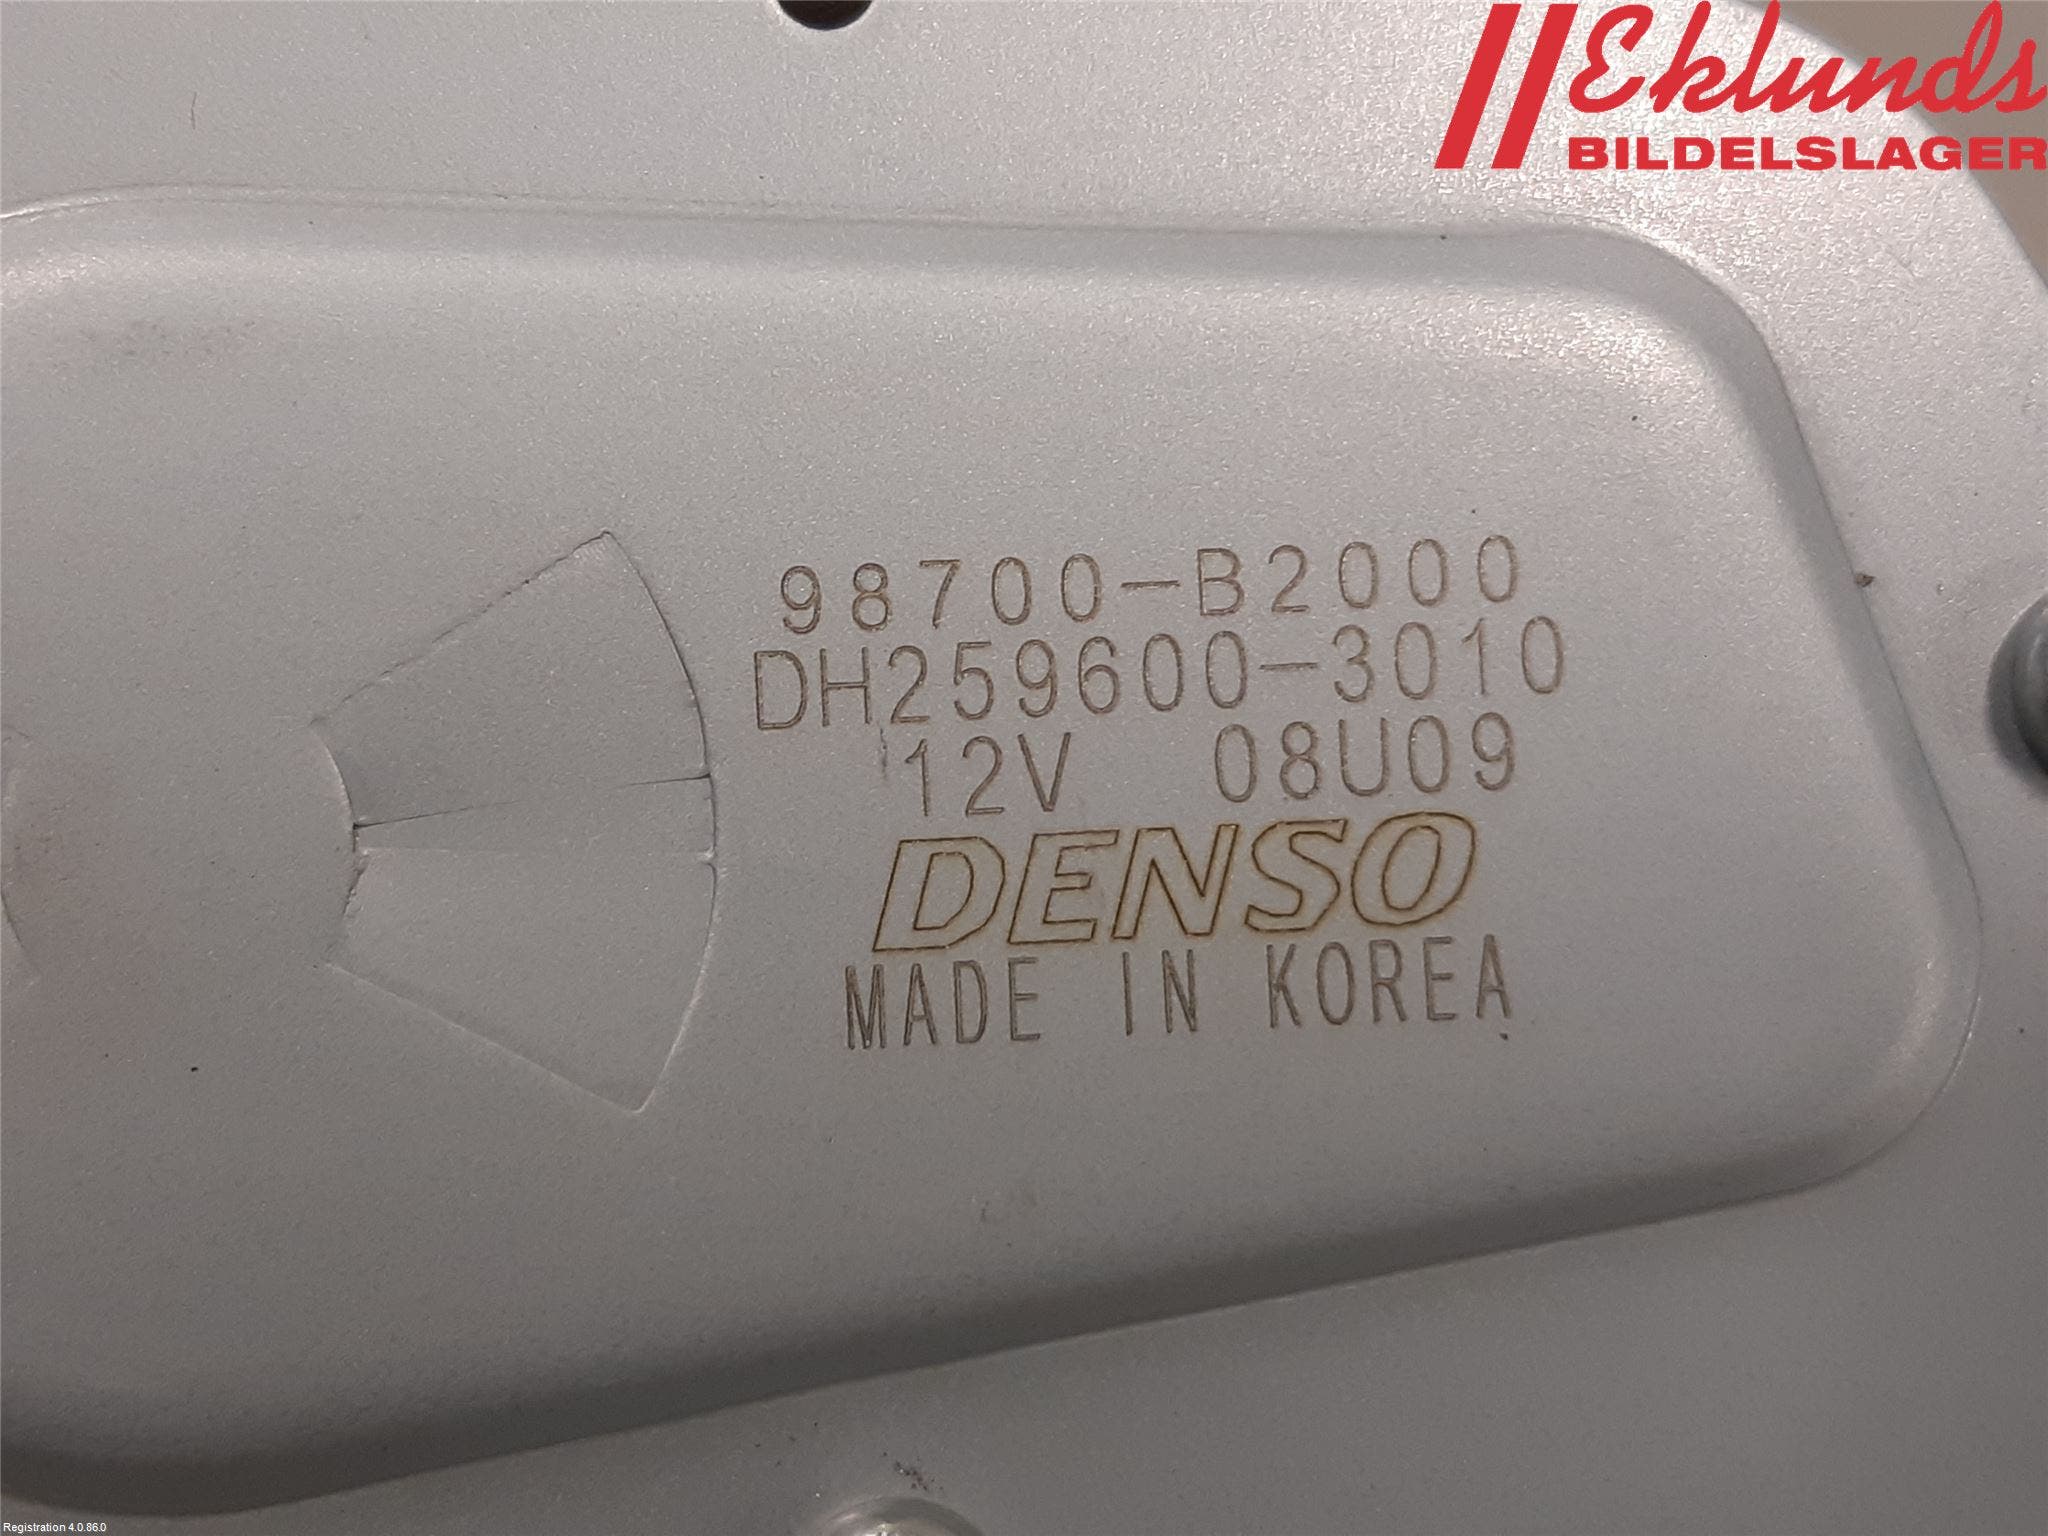 Eklunds
BILDELSLAGER
98700-B2000
DH259600-3010
12V 08U09
DENSO
MADE IN KOREA
Registration 4.0.86.0